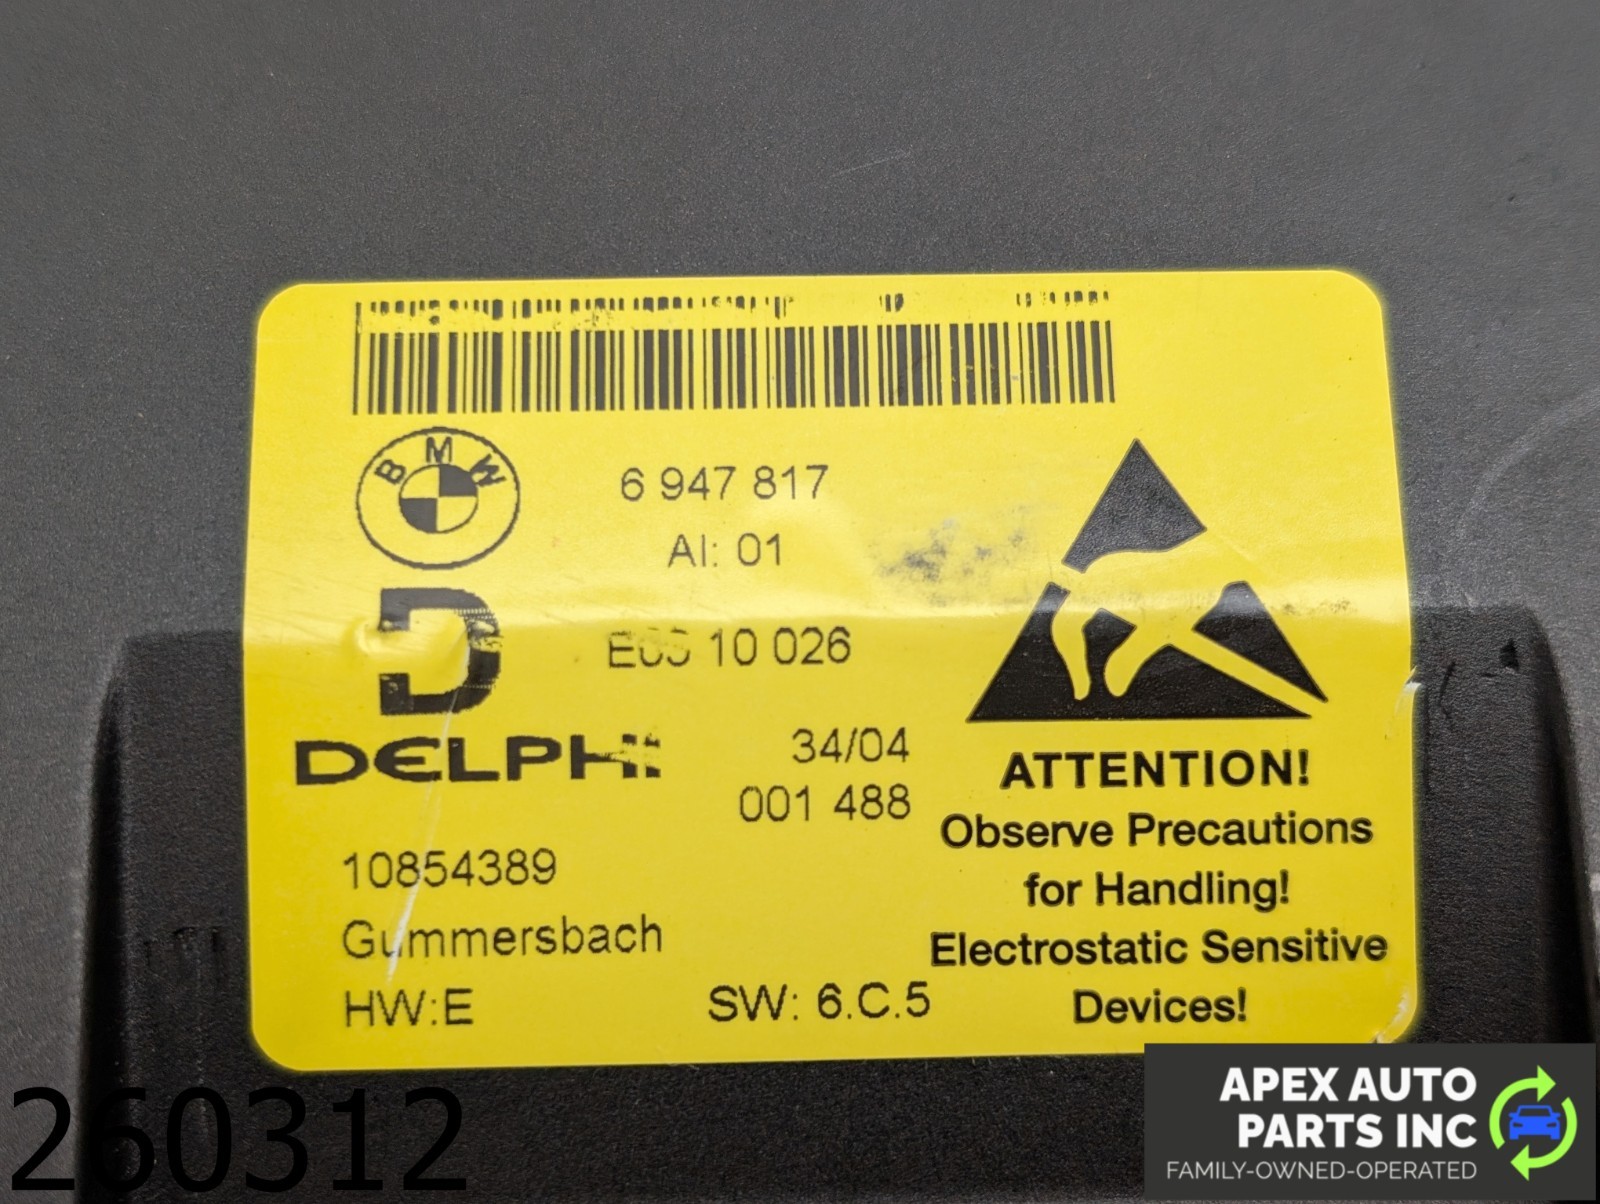 BMW
6 947 817
AI: 01
10 026
DELPHI
34/04
001 488
10854389
Gummersbach
HW:E
SW: 6.C.5
ATTENTION!
Observe Precautions
for Handling!
Electrostatic Sensitive
Devices!
260312
APEX AUTO
PARTS INC
FAMILY-OWNED-OPERATED